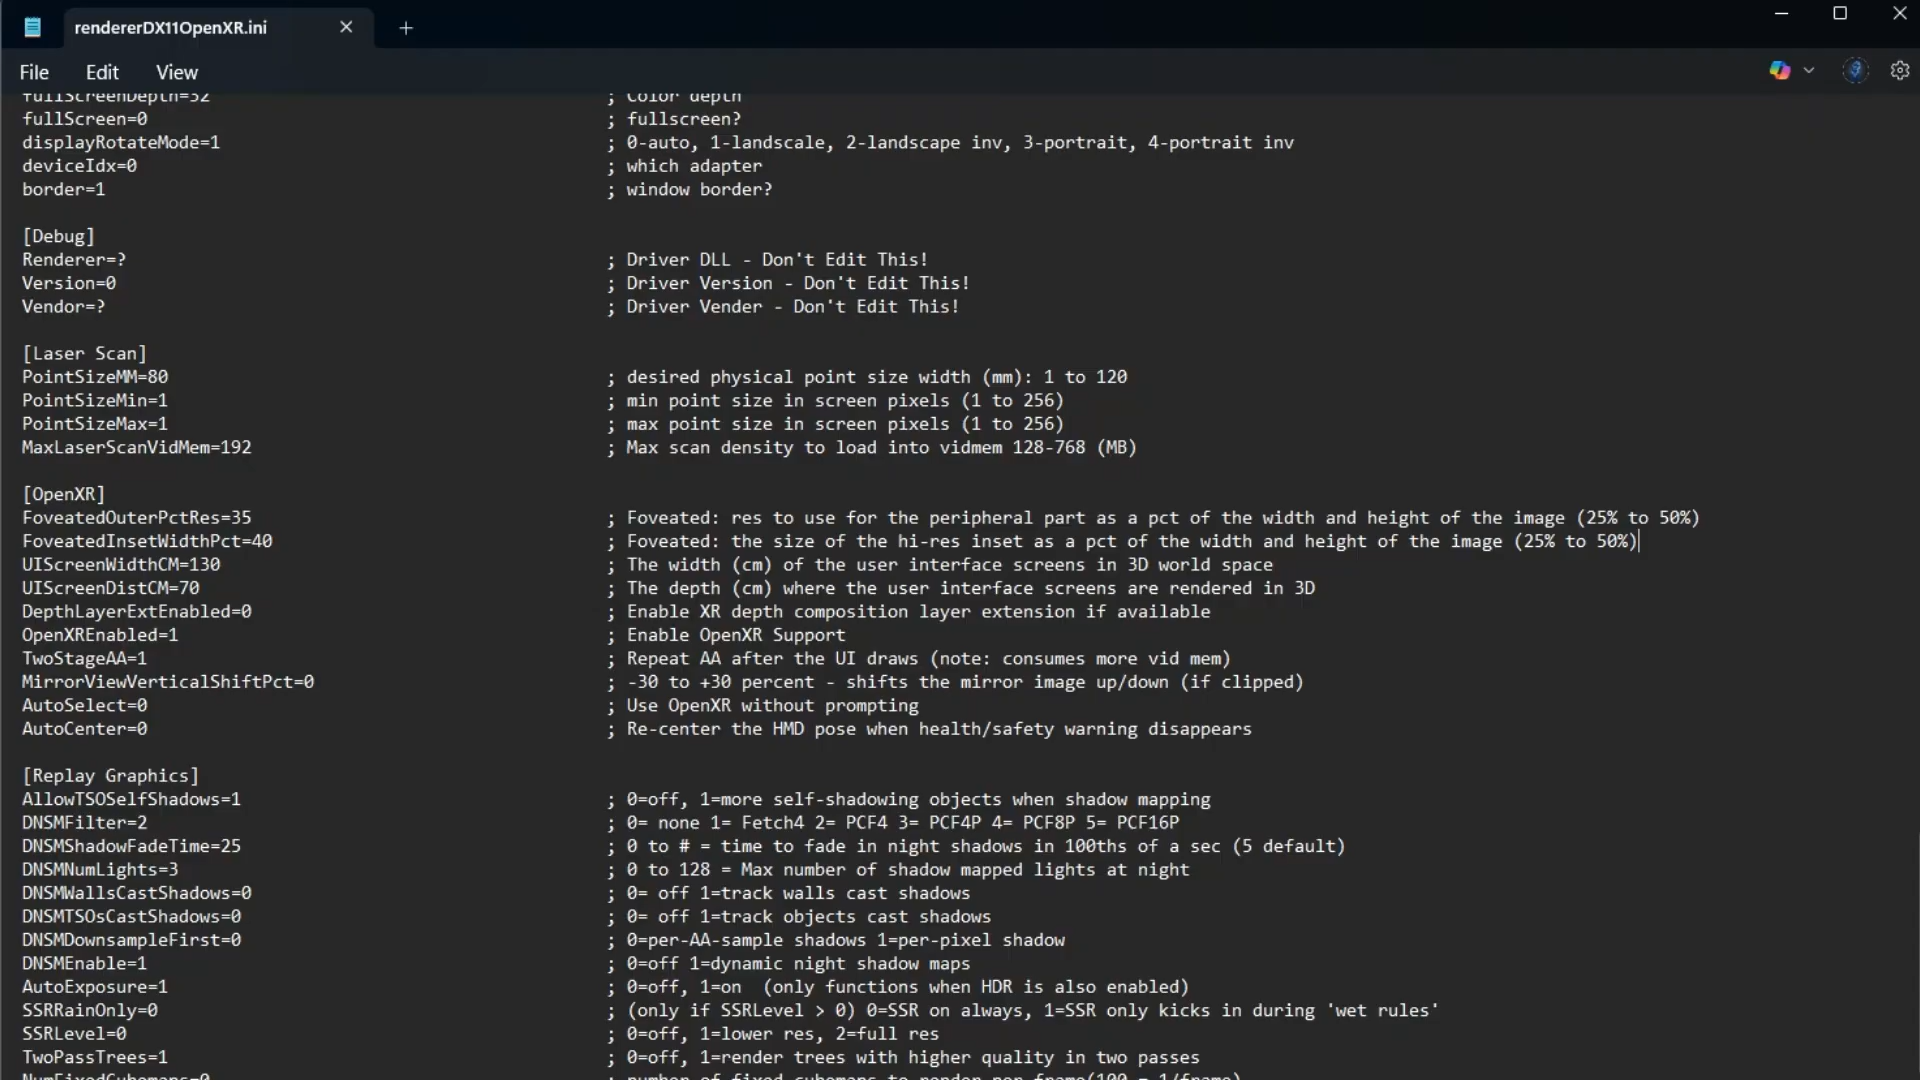 rendererDX11OpenXR.ini
File Edit View
fullScreenDepth=32 ; Color depth
fullScreen=0 ; fullscreen?
displayRotateMode=1 ; 0-auto, 1-landscale, 2-landscape inv, 3-portrait, 4-portrait inv
deviceIdx=0 ; which adapter
border=1 ; window border?
[Debug]
Renderer=? ; Driver DLL - Don't Edit This!
Version=0 ; Driver Version - Don't Edit This!
Vendor=? ; Driver Vender - Don't Edit This!
[Laser Scan]
PointSizeMM=80 ; desired physical point size width (mm): 1 to 120
PointSizeMin=1 ; min point size in screen pixels (1 to 256)
PointSizeMax=1 ; max point size in screen pixels (1 to 256)
MaxLaserScanVidMem=192 ; Max scan density to load into vidmem 128-768 (MB)
[OpenXR]
FoveatedOuterPctRes=35 ; Foveated: res to use for the peripheral part as a pct of the width and height of the image (25% to 50%)
FoveatedInsetWidthPct=40 ; Foveated: the size of the hi-res inset as a pct of the width and height of the image (25% to 50%)
UIScreenWidthCM=130 ; The width (cm) of the user interface screens in 3D world space
UIScreenDistCM=70 ; The depth (cm) where the user interface screens are rendered in 3D
DepthLayerExtEnabled=0 ; Enable XR depth composition layer extension if available
OpenXREnabled=1 ; Enable OpenXR Support
TwoStageAA=1 ; Repeat AA after the UI draws (note: consumes more vid mem)
MirrorViewVerticalShiftPct=0 ; -30 to +30 percent - shifts the mirror image up/down (if clipped)
AutoSelect=0 ; Use OpenXR without prompting
AutoCenter=0 ; Re-center the HMD pose when health/safety warning disappears
[Replay Graphics]
AllowTSOSelfShadows=1 ; 0=off, 1=more self-shadowing objects when shadow mapping
DNSMFilter=2 ; 0= none 1= Fetch4 2= PCF4 3= PCF4P 4= PCF8P 5= PCF16P
DNSMShadowFadeTime=25 ; 0 to # = time to fade in night shadows in 100ths of a sec (5 default)
DNSMNumLights=3 ; 0 to 128 = Max number of shadow mapped lights at night
DNSMWallsCastShadows=0 ; 0= off 1=track walls cast shadows
DNSMTSOsCastShadows=0 ; 0= off 1=track objects cast shadows
DNSMDownsampleFirst=0 ; 0=per-AA-sample shadows 1=per-pixel shadow
DNSMEnable=1 ; 0=off 1=dynamic night shadow maps
AutoExposure=1 ; 0=off, 1=on (only functions when HDR is also enabled)
SSRRainOnly=0 ; (only if SSRLevel > 0) 0=SSR on always, 1=SSR only kicks in during 'wet rules'
SSRLevel=0 ; 0=off, 1=lower res, 2=full res
TwoPassTrees=1 ; 0=off, 1=render trees with higher quality in two passes
NumFixedCubemaps=0 ; number of fixed cubemaps to render per frame(100 = 1/frame)